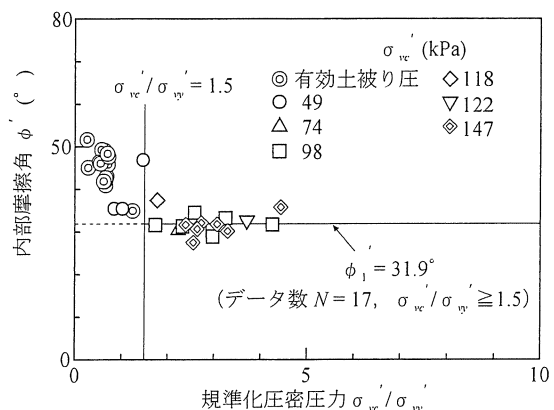 80
50
0
内部摩擦角 φ' (°)
σvc'/σvy'=1.5
σvc' (kPa)
◎有効土被り圧
○ 49
△ 74
□ 98
◇ 118
▽ 122
147
φ1'=31.9°
(データ数 N=17, σvc'/σvy'≧1.5)
0
5
10
規準化圧密圧力 σvc'/σvy'